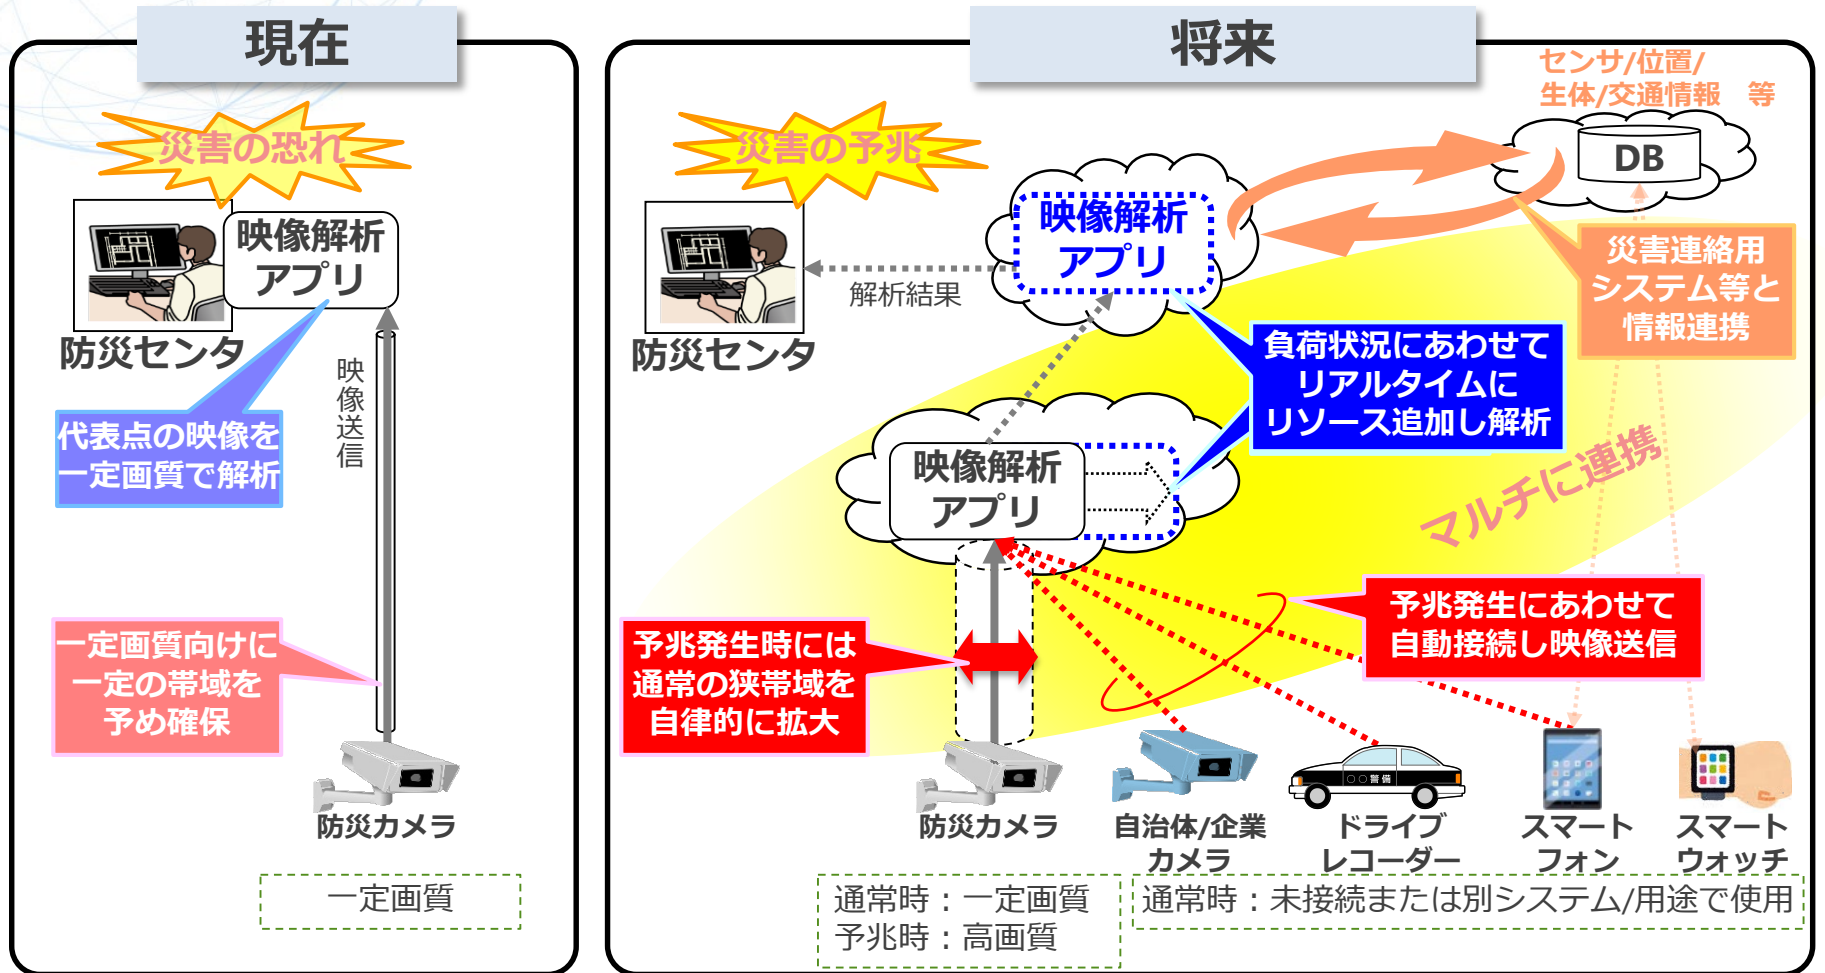 現在
災害の恐れ
映像解析
アプリ
防災センタ
映像送信
代表点の映像を
一定画質で解析
一定画質向けに
一定の帯域を
予め確保
防災カメラ
一定画質
将来
センサ/位置/
生体/交通情報　等
DB
災害の予兆
映像解析
アプリ
解析結果
防災センタ
災害連絡用
システム等と
情報連携
負荷状況にあわせて
リアルタイムに
リソース追加し解析
映像解析
アプリ
マルチに連携
予兆発生にあわせて
自動接続し映像送信
予兆発生時には
通常の狭帯域を
自律的に拡大
○○警備
防災カメラ
自治体/企業
カメラ
ドライブ
レコーダー
スマート
フォン
スマート
ウォッチ
通常時：一定画質
予兆時：高画質
通常時：未接続または別システム/用途で使用